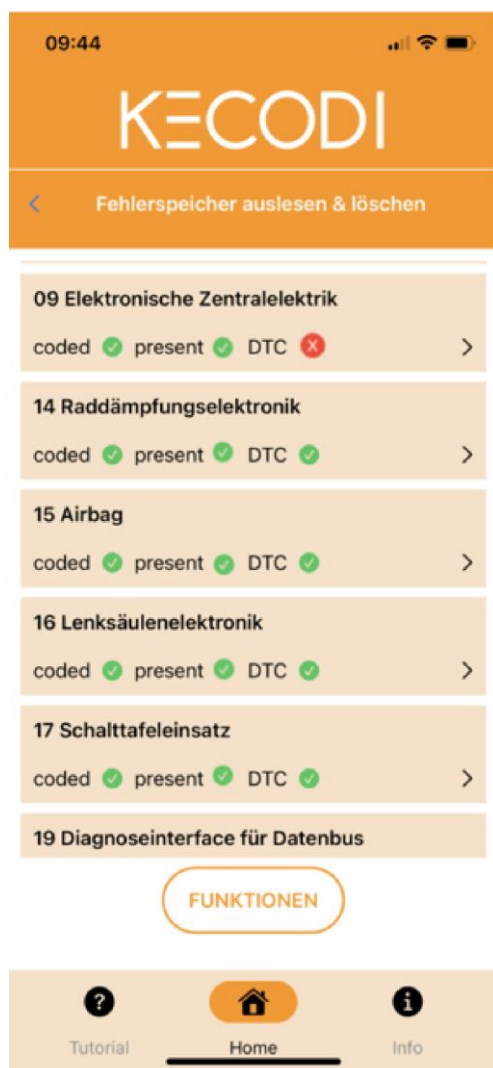 09:44
KECODI
Fehlerspeicher auslesen & löschen
09 Elektronische Zentralelektrik
coded present DTC
14 Raddämpfungselektronik
coded present DTC
15 Airbag
coded present DTC
16 Lenksäulenelektronik
coded present DTC
17 Schalttafeleinsatz
coded present DTC
19 Diagnoseinterface für Datenbus
FUNKTIONEN
Tutorial Home Info